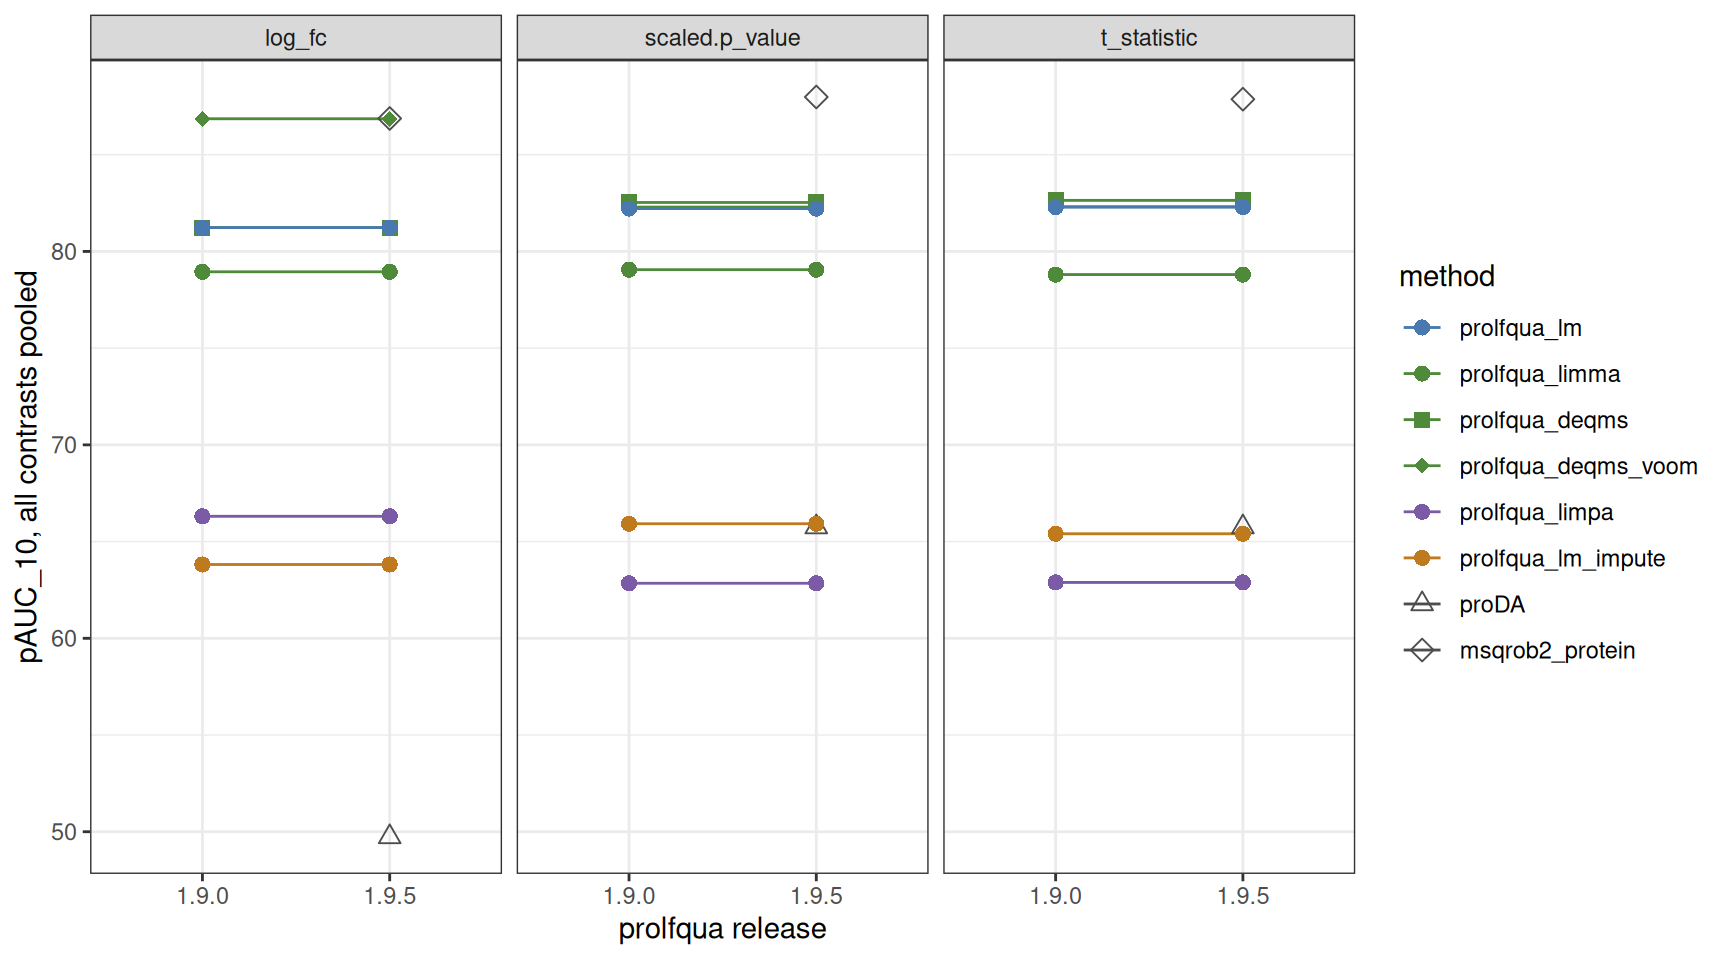 log_fc
scaled.p_value
t_statistic
pAUC_10, all contrasts pooled
80
70
60
50
1.9.0
1.9.5
1.9.0
1.9.5
1.9.0
1.9.5
prolfqua release
method
prolfqua_lm
prolfqua_limma
prolfqua_deqms
prolfqua_deqms_voom
prolfqua_limpa
prolfqua_lm_impute
proDA
msqrob2_protein